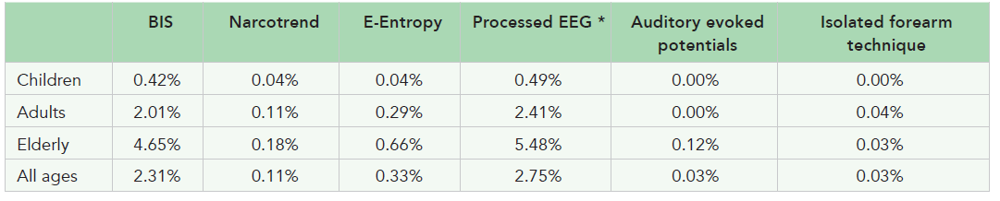 BIS Narcotrend E-Entropy Processed EEG * Auditory evoked potentials Isolated forearm technique
Children 0.42% 0.04% 0.04% 0.49% 0.00% 0.00%
Adults 2.01% 0.11% 0.29% 2.41% 0.00% 0.04%
Elderly 4.65% 0.18% 0.66% 5.48% 0.12% 0.03%
All ages 2.31% 0.11% 0.33% 2.75% 0.03% 0.03%